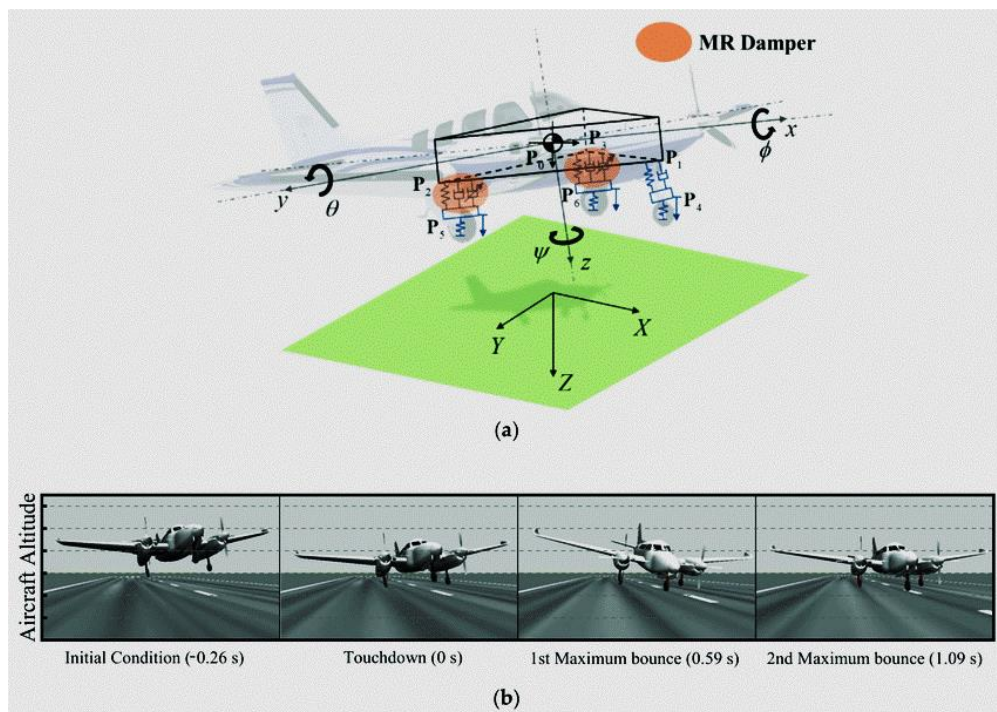 MR Damper
x
ϕ
P₀
P₃
P₁
P₂
y
θ
P₆
P₄
P₅
ψ
z
X
Y
Z
(a)
Aircraft Altitude
Initial Condition (-0.26 s)
Touchdown (0 s)
1st Maximum bounce (0.59 s)
2nd Maximum bounce (1.09 s)
(b)